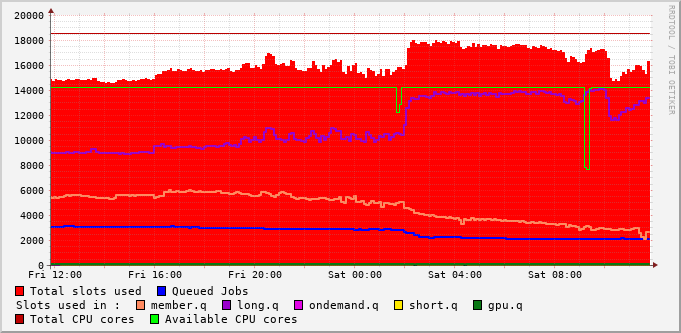 20000
18000
16000
14000
12000
10000
8000
6000
4000
2000
0
Fri 12:00 Fri 16:00 Fri 20:00 Sat 00:00 Sat 04:00 Sat 08:00
Total slots used Queued Jobs
Slots used in : member.q long.q ondemand.q short.q gpu.q
Total CPU cores Available CPU cores
RRDTOOL / TOBI OETIKER